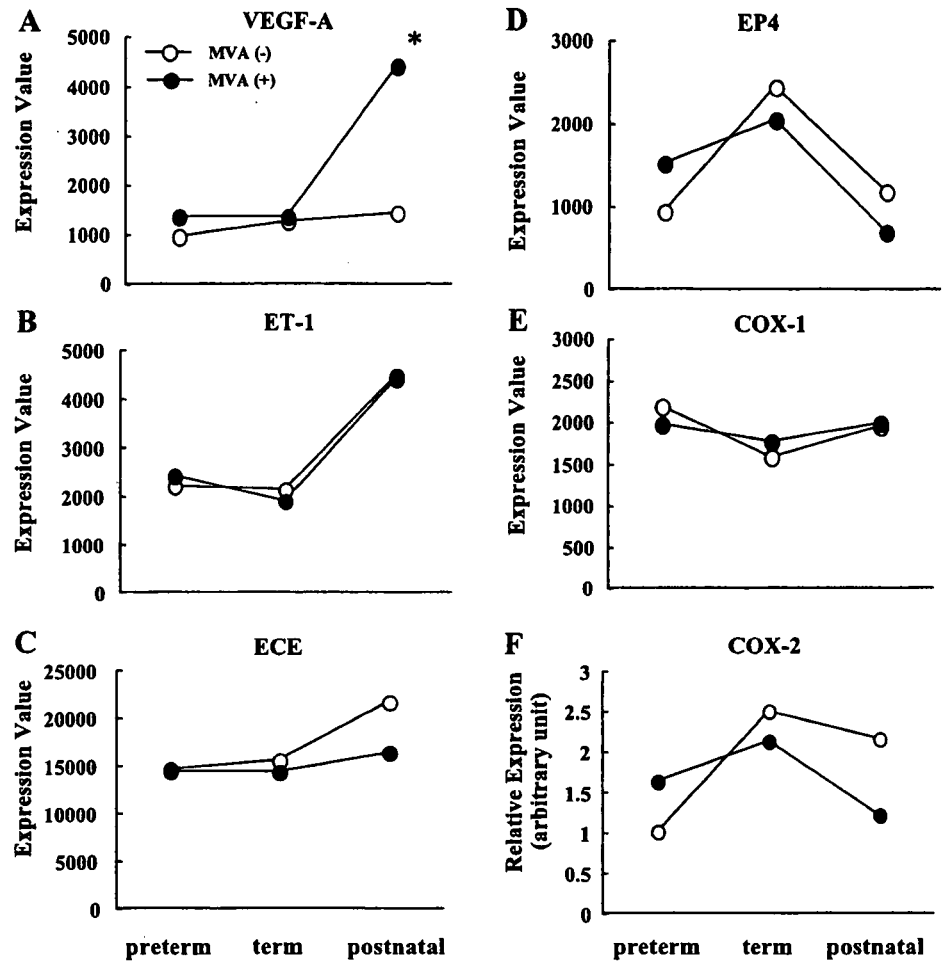 A
VEGF-A
Expression Value
5000
4000
3000
2000
1000
0
MVA (-)
MVA (+)
*
B
ET-1
Expression Value
5000
4000
3000
2000
1000
0
C
ECE
Expression Value
25000
20000
15000
10000
5000
0
preterm
term
postnatal
D
EP4
Expression Value
3000
2000
1000
0
E
COX-1
Expression Value
3000
2500
2000
1500
1000
500
0
F
COX-2
Relative Expression
(arbitrary unit)
3
2.5
2
1.5
1
0.5
0
preterm
term
postnatal